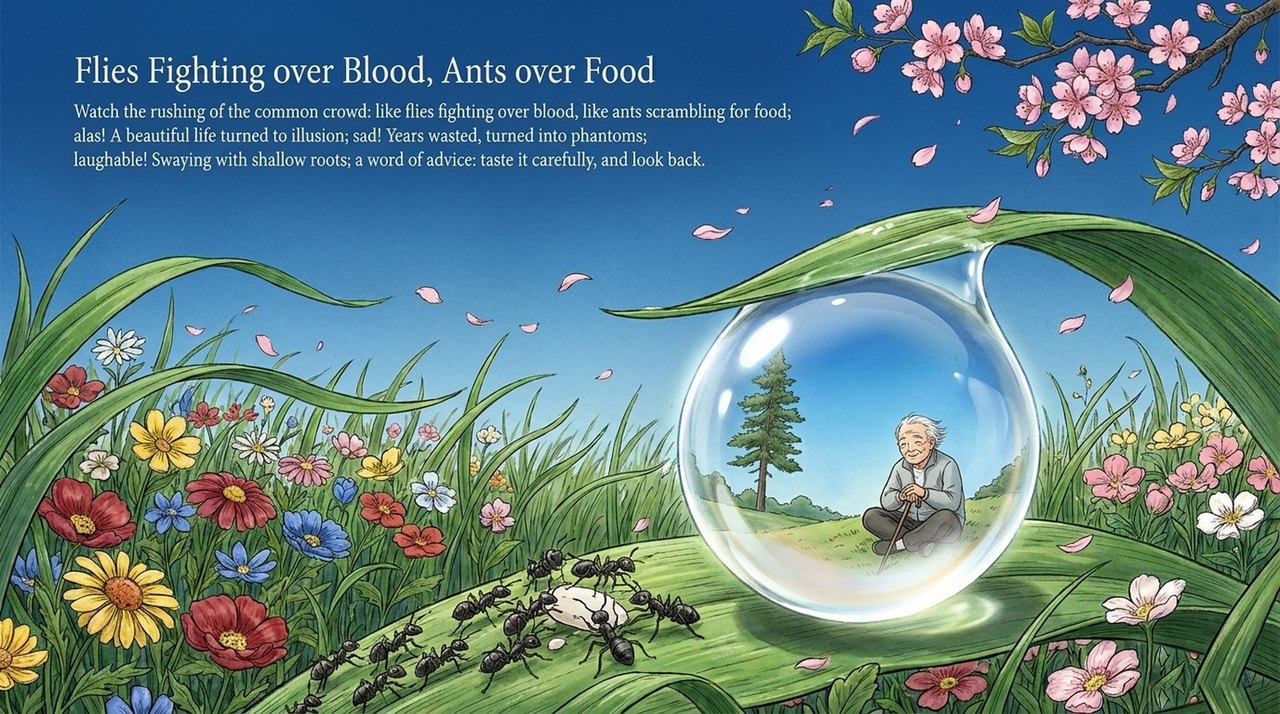 Flies Fighting over Blood, Ants over Food
Watch the rushing of the common crowd: like flies fighting over blood, like ants scrambling for food;
alas! A beautiful life turned to illusion; sad! Years wasted, turned into phantoms;
laughable! Swaying with shallow roots; a word of advice: taste it carefully, and look back.